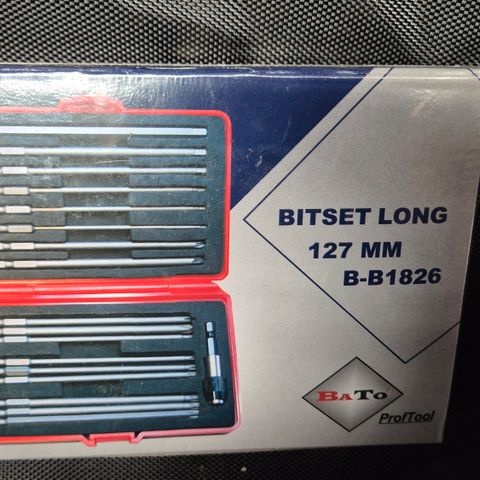 BITSET LONG
127 MM
B-B1826
BATO
ProfTool